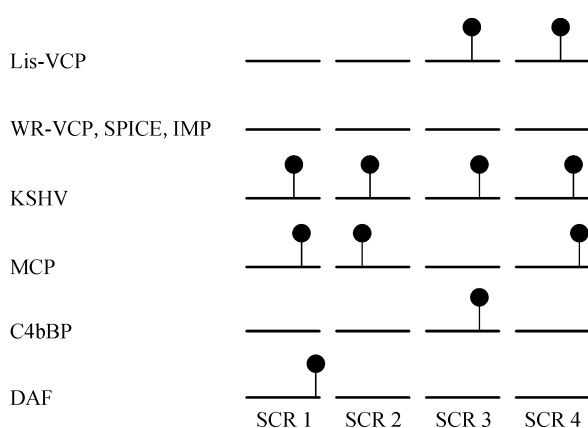 Lis-VCP
WR-VCP, SPICE, IMP
KSHV
MCP
C4bBP
DAF
SCR 1 SCR 2 SCR 3 SCR 4